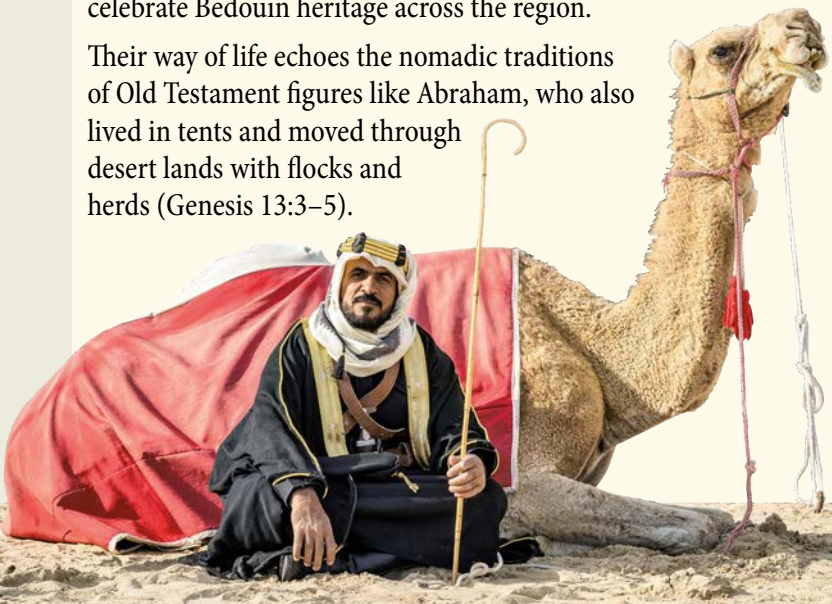 celebrate Bedouin heritage across the region.
Their way of life echoes the nomadic traditions
of Old Testament figures like Abraham, who also
lived in tents and moved through
desert lands with flocks and
herds (Genesis 13:3–5).